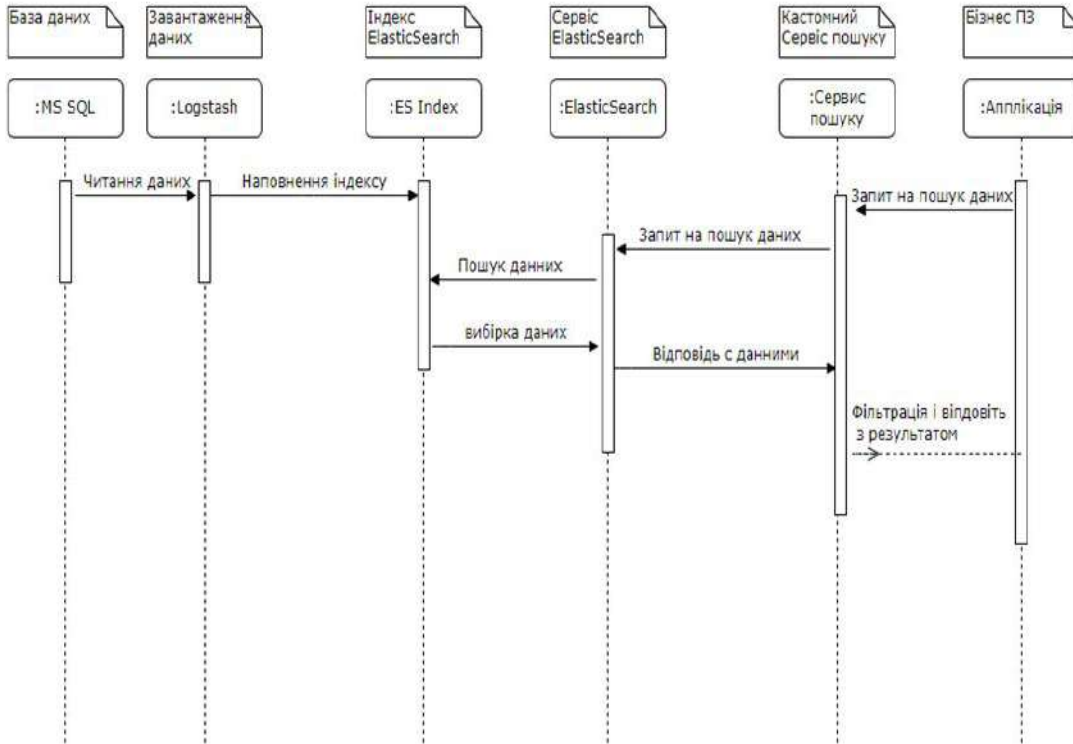 База даних
Завантаження
даних
Індекс
ElasticSearch
Сервіс
ElasticSearch
Кастомний
Сервіс пошуку
Бізнес ПЗ
:MS SQL
:Logstash
:ES Index
:ElasticSearch
:Сервис
пошуку
:Апплікація
Читання даних
Наповнення індексу
Запит на пошук даних
Запит на пошук даних
Пошук данних
вибірка даних
Відповідь с данними
Фільтрація і віпдовіть
з результатом